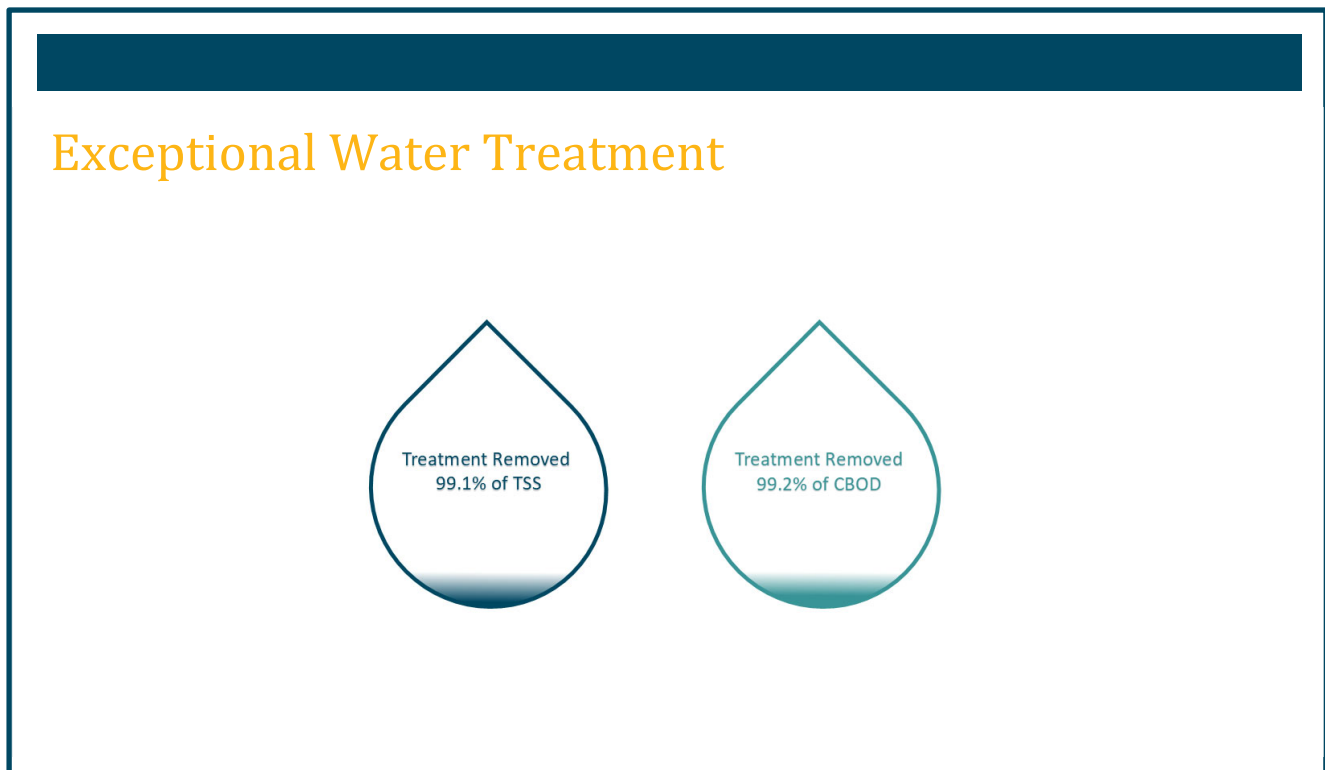 Exceptional Water Treatment
Treatment Removed
99.1% of TSS
Treatment Removed
99.2% of CBOD